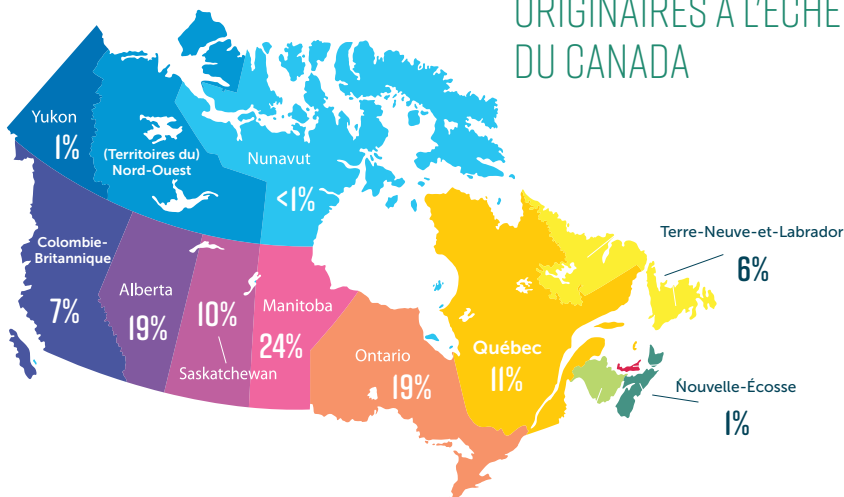 ORIGINAIRES À L'ÉCHE
DU CANADA
Yukon
1%
(Territoires du)
Nord-Ouest
Nunavut
<1%
Colombie-
Britannique
7%
Alberta
19%
10%
Saskatchewan
Manitoba
24%
Ontario
19%
Québec
11%
Terre-Neuve-et-Labrador
6%
Nouvelle-Écosse
1%